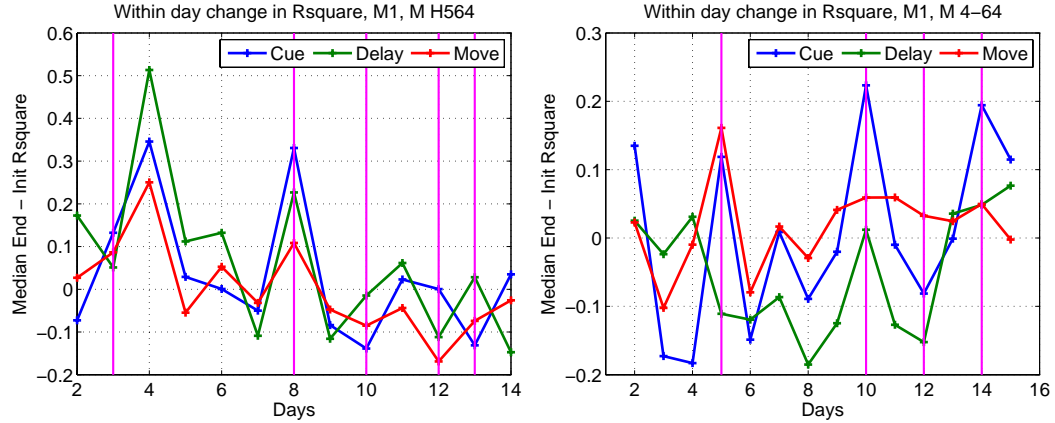 Within day change in Rsquare, M1, M H564
0.6
0.5
0.4
0.3
0.2
0.1
0
−0.1
−0.2
Median End − Init Rsquare
Cue Delay Move
2 4 6 8 10 12 14
Days
Within day change in Rsquare, M1, M 4−64
0.3
0.2
0.1
0
−0.1
−0.2
Median End − Init Rsquare
Cue Delay Move
2 4 6 8 10 12 14 16
Days